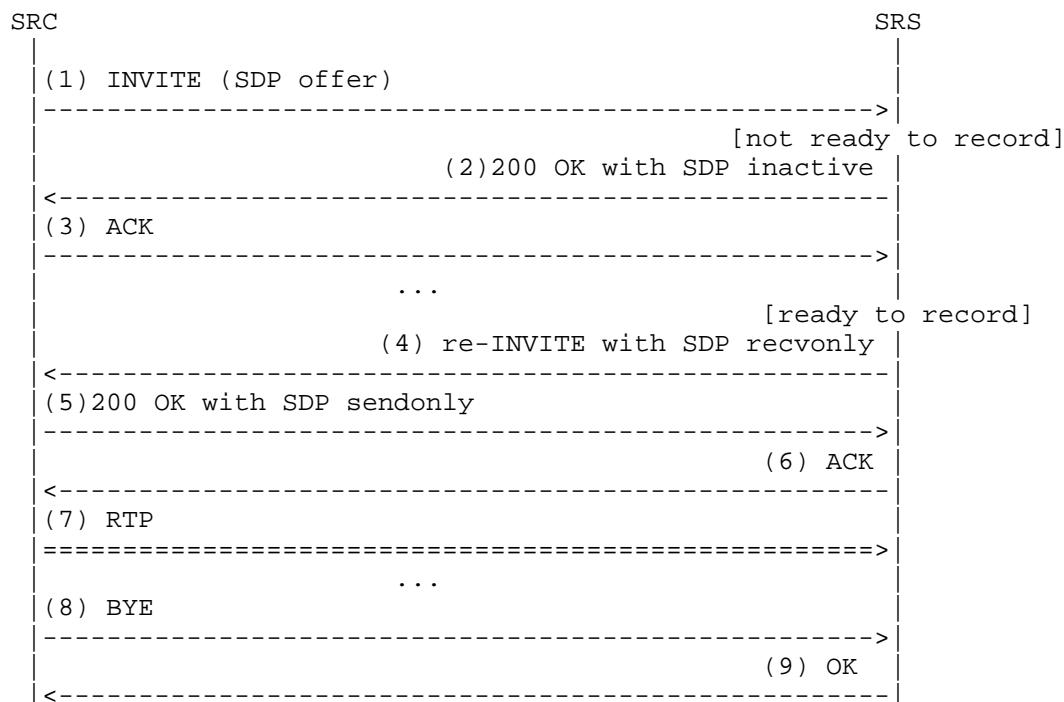 SRC SRS
(1) INVITE (SDP offer)
[not ready to record]
(2)200 OK with SDP inactive
(3) ACK
...
[ready to record]
(4) re-INVITE with SDP recvonly
(5)200 OK with SDP sendonly
(6) ACK
(7) RTP
...
(8) BYE
(9) OK